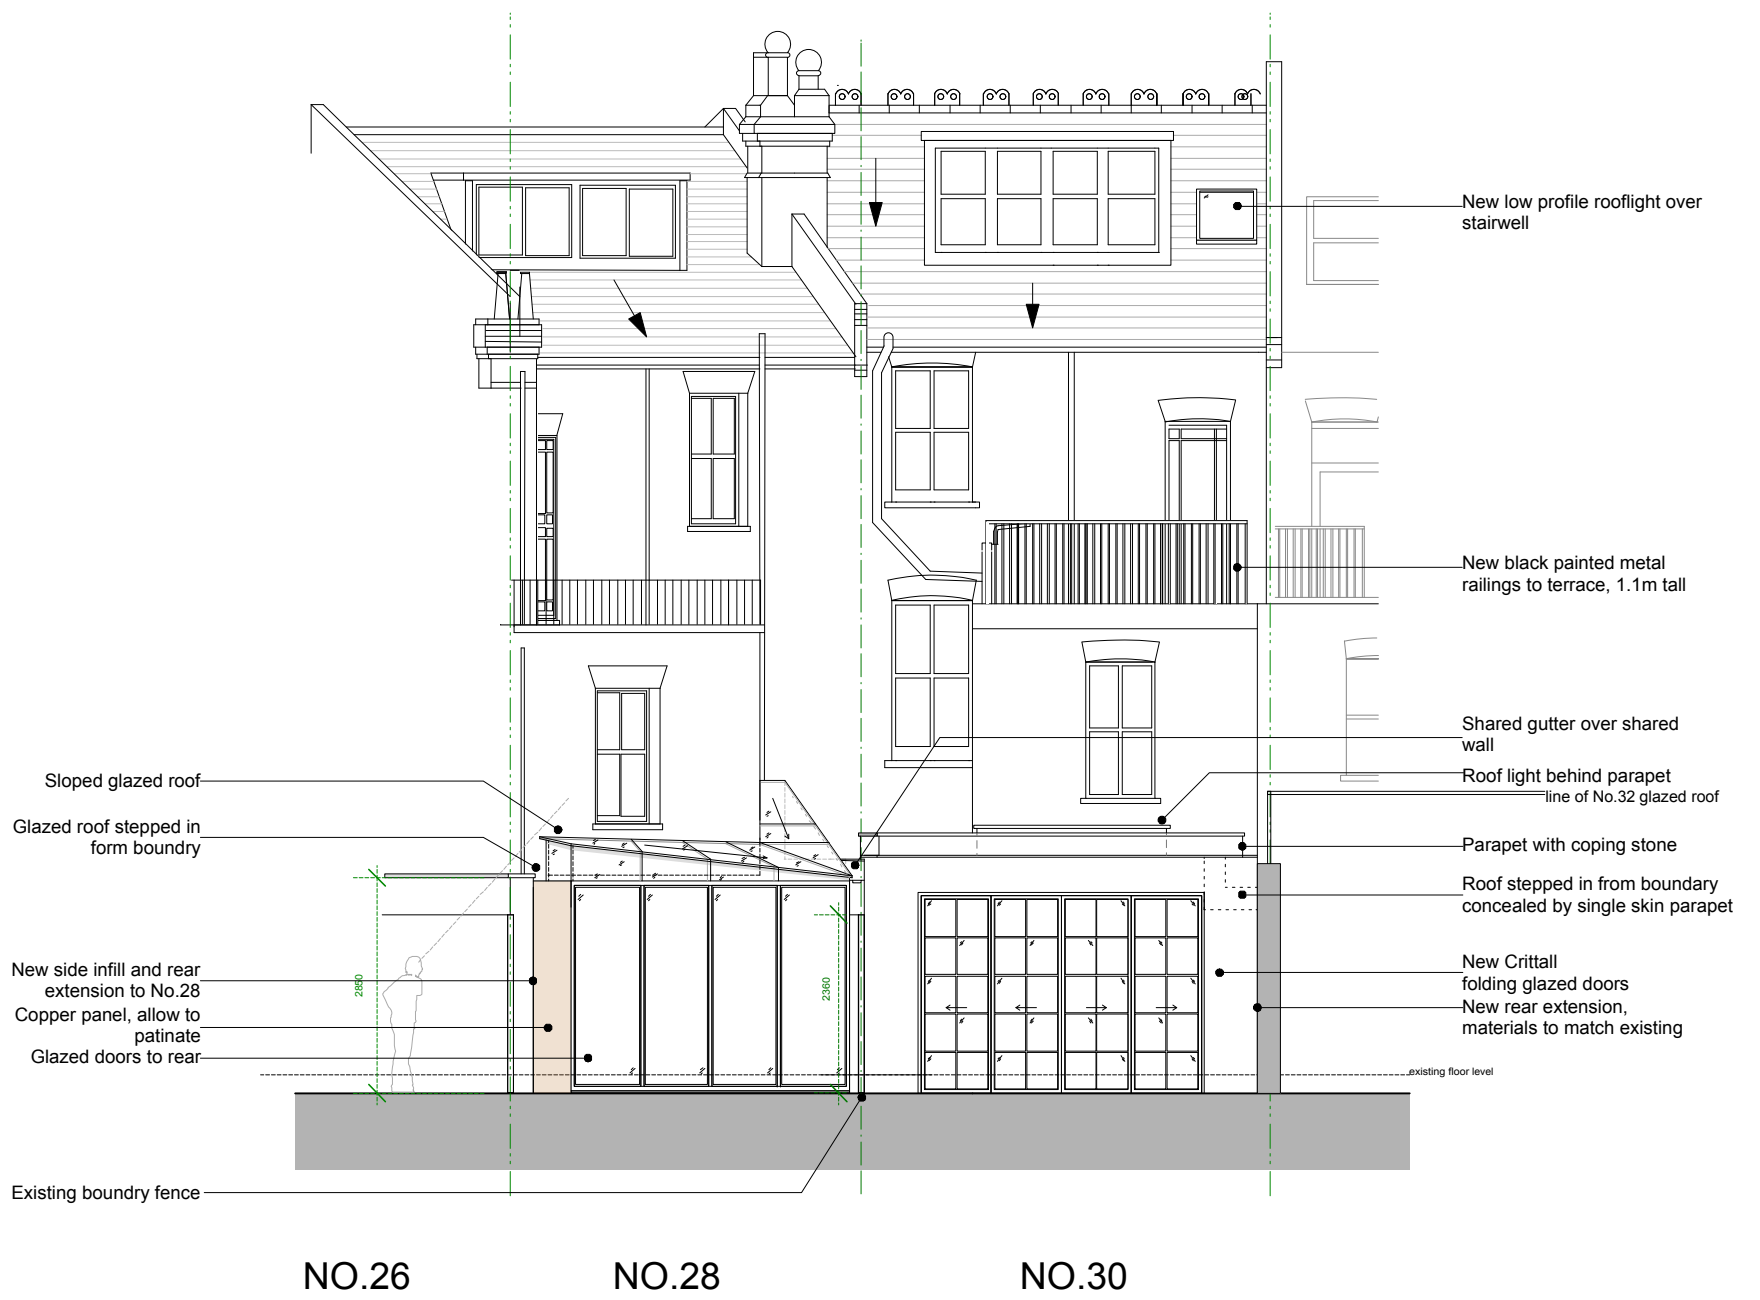 New low profile rooflight over
stairwell
New black painted metal
railings to terrace, 1.1m tall
Shared gutter over shared
wall
Roof light behind parapet
line of No.32 glazed roof
Parapet with coping stone
Roof stepped in from boundary
concealed by single skin parapet
New Crittall
folding glazed doors
New rear extension,
materials to match existing
existing floor level
Sloped glazed roof
Glazed roof stepped in
form boundry
New side infill and rear
extension to No.28
Copper panel, allow to
patinate
Glazed doors to rear
Existing boundry fence
2850
2360
NO.26
NO.28
NO.30